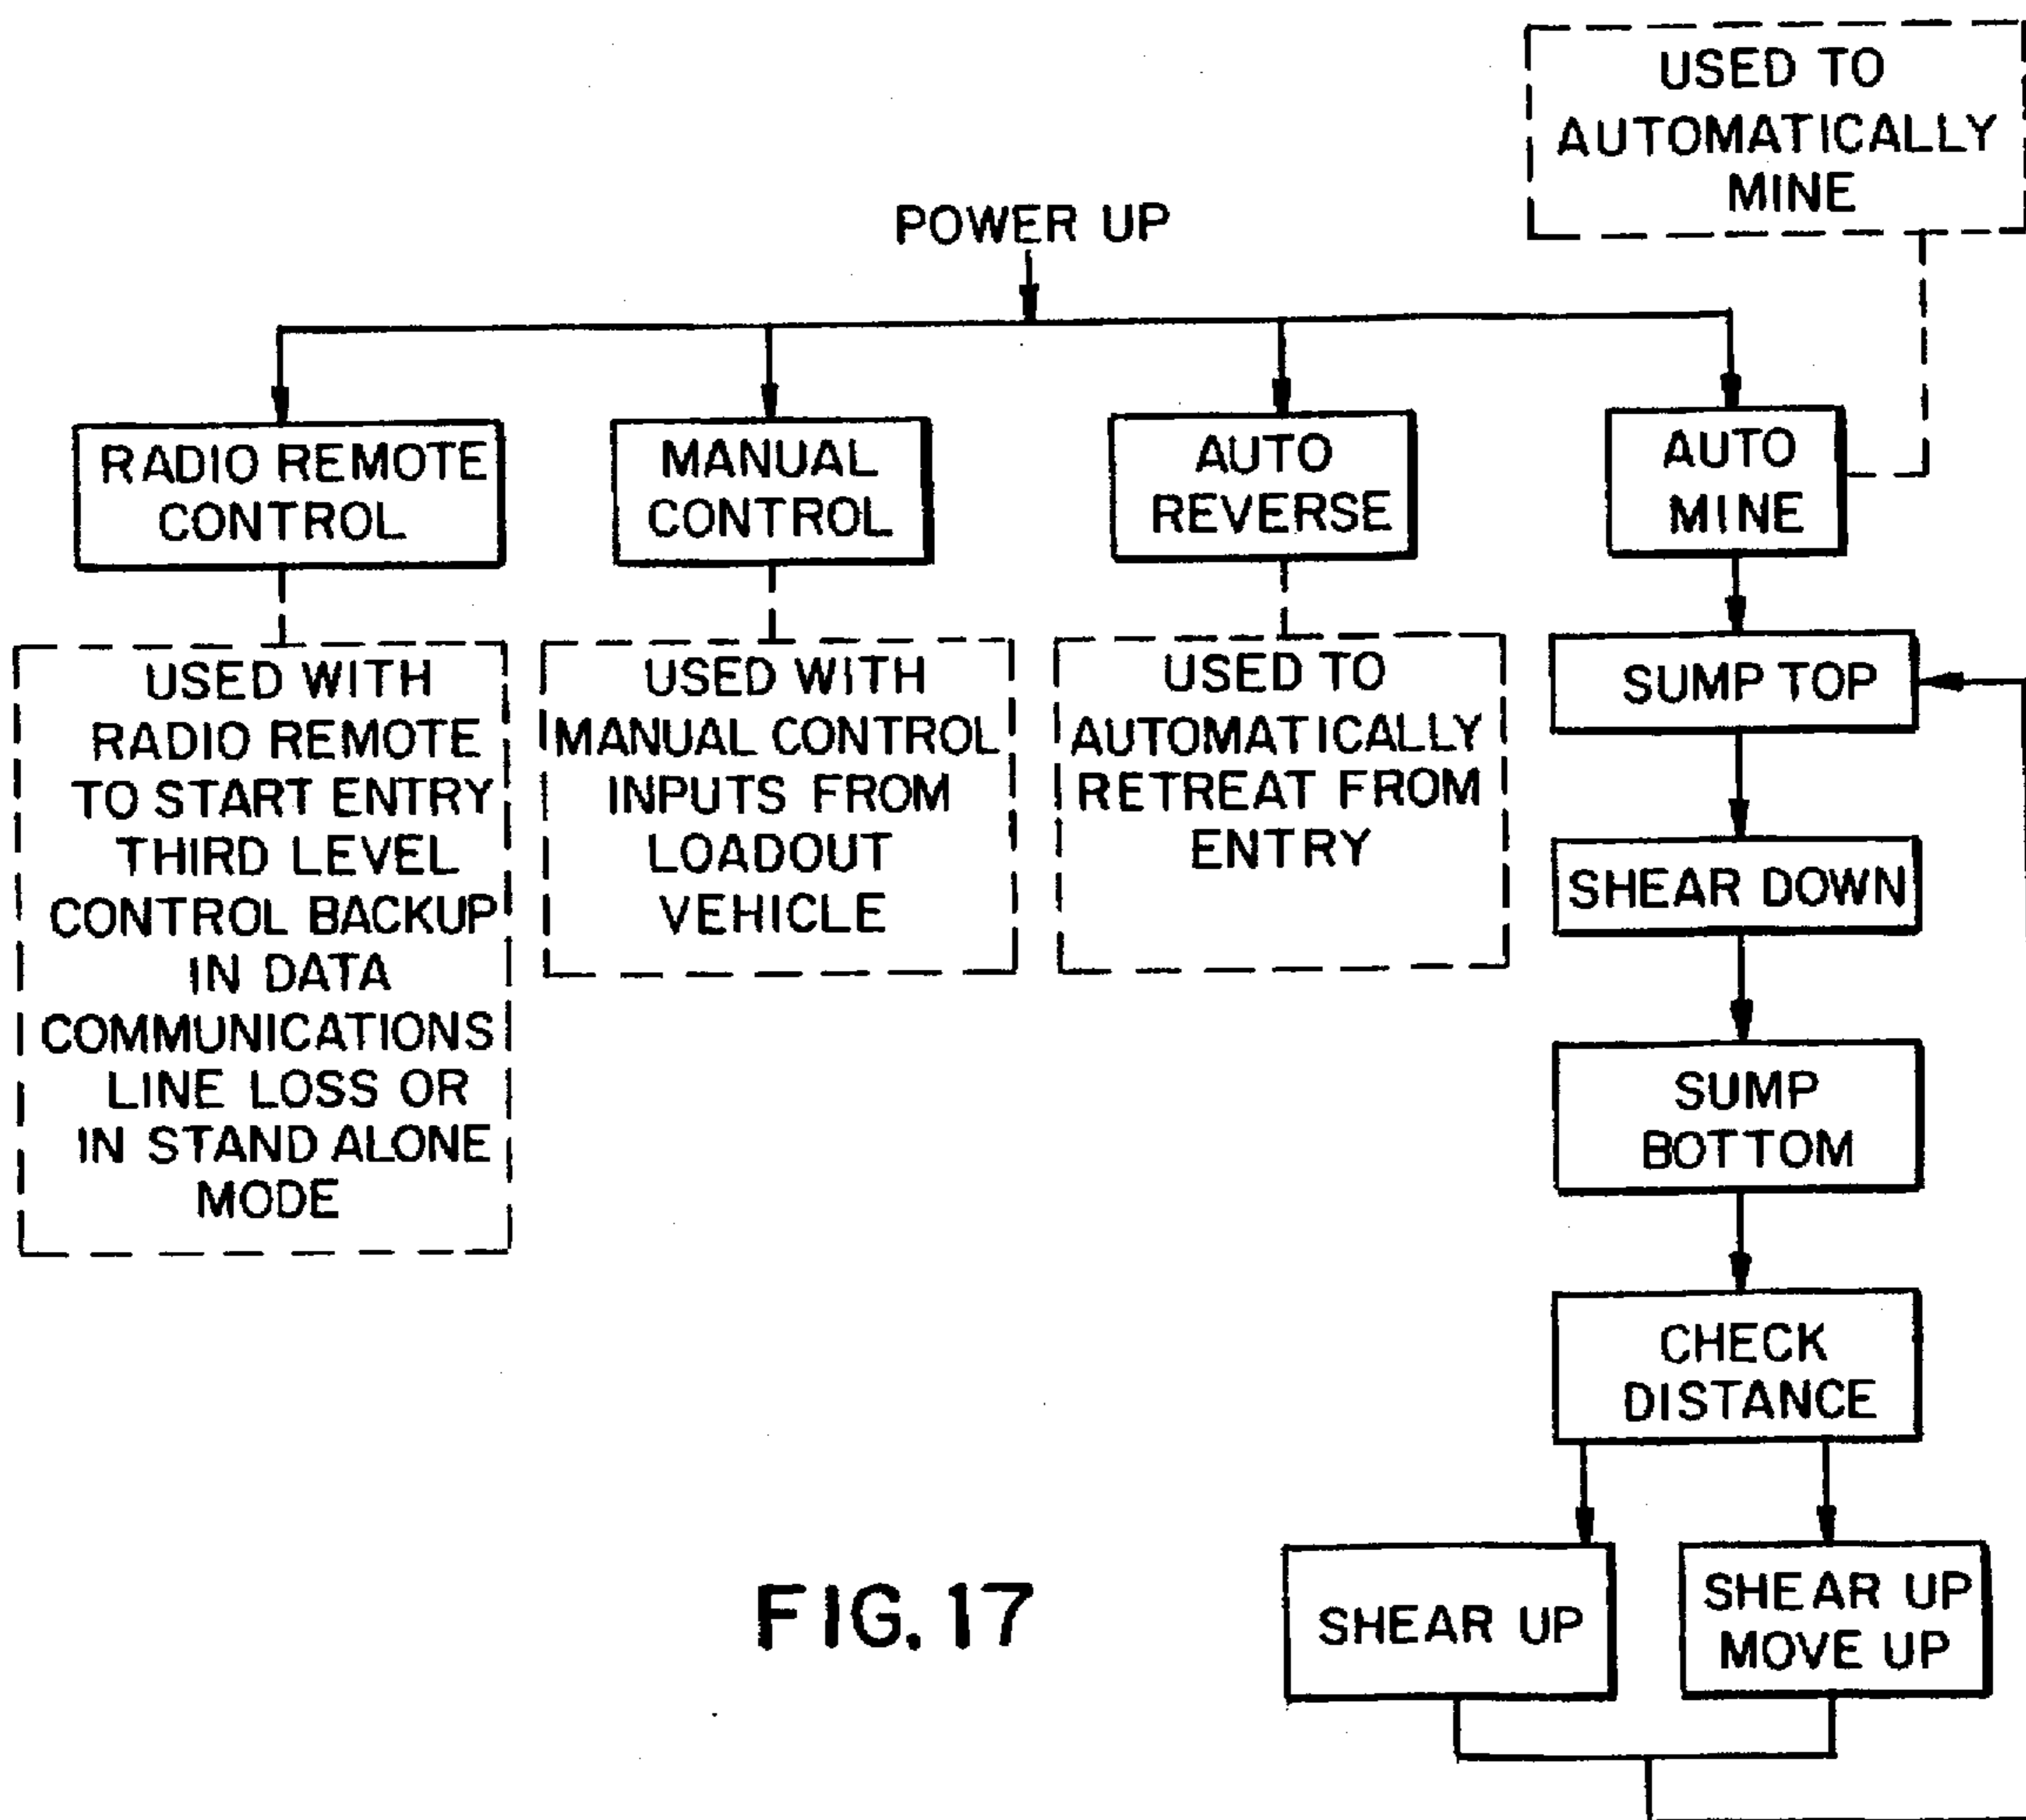 USED TO
AUTOMATICALLY
MINE
POWER UP
RADIO REMOTE
CONTROL
MANUAL
CONTROL
AUTO
REVERSE
AUTO
MINE
USED WITH
RADIO REMOTE
TO START ENTRY
THIRD LEVEL
CONTROL BACKUP
IN DATA
COMMUNICATIONS
LINE LOSS OR
IN STAND ALONE
MODE
USED WITH
MANUAL CONTROL
INPUTS FROM
LOADOUT
VEHICLE
USED TO
AUTOMATICALLY
RETREAT FROM
ENTRY
SUMP TOP
SHEAR DOWN
SUMP
BOTTOM
CHECK
DISTANCE
SHEAR UP
SHEAR UP
MOVE UP
FIG. 17